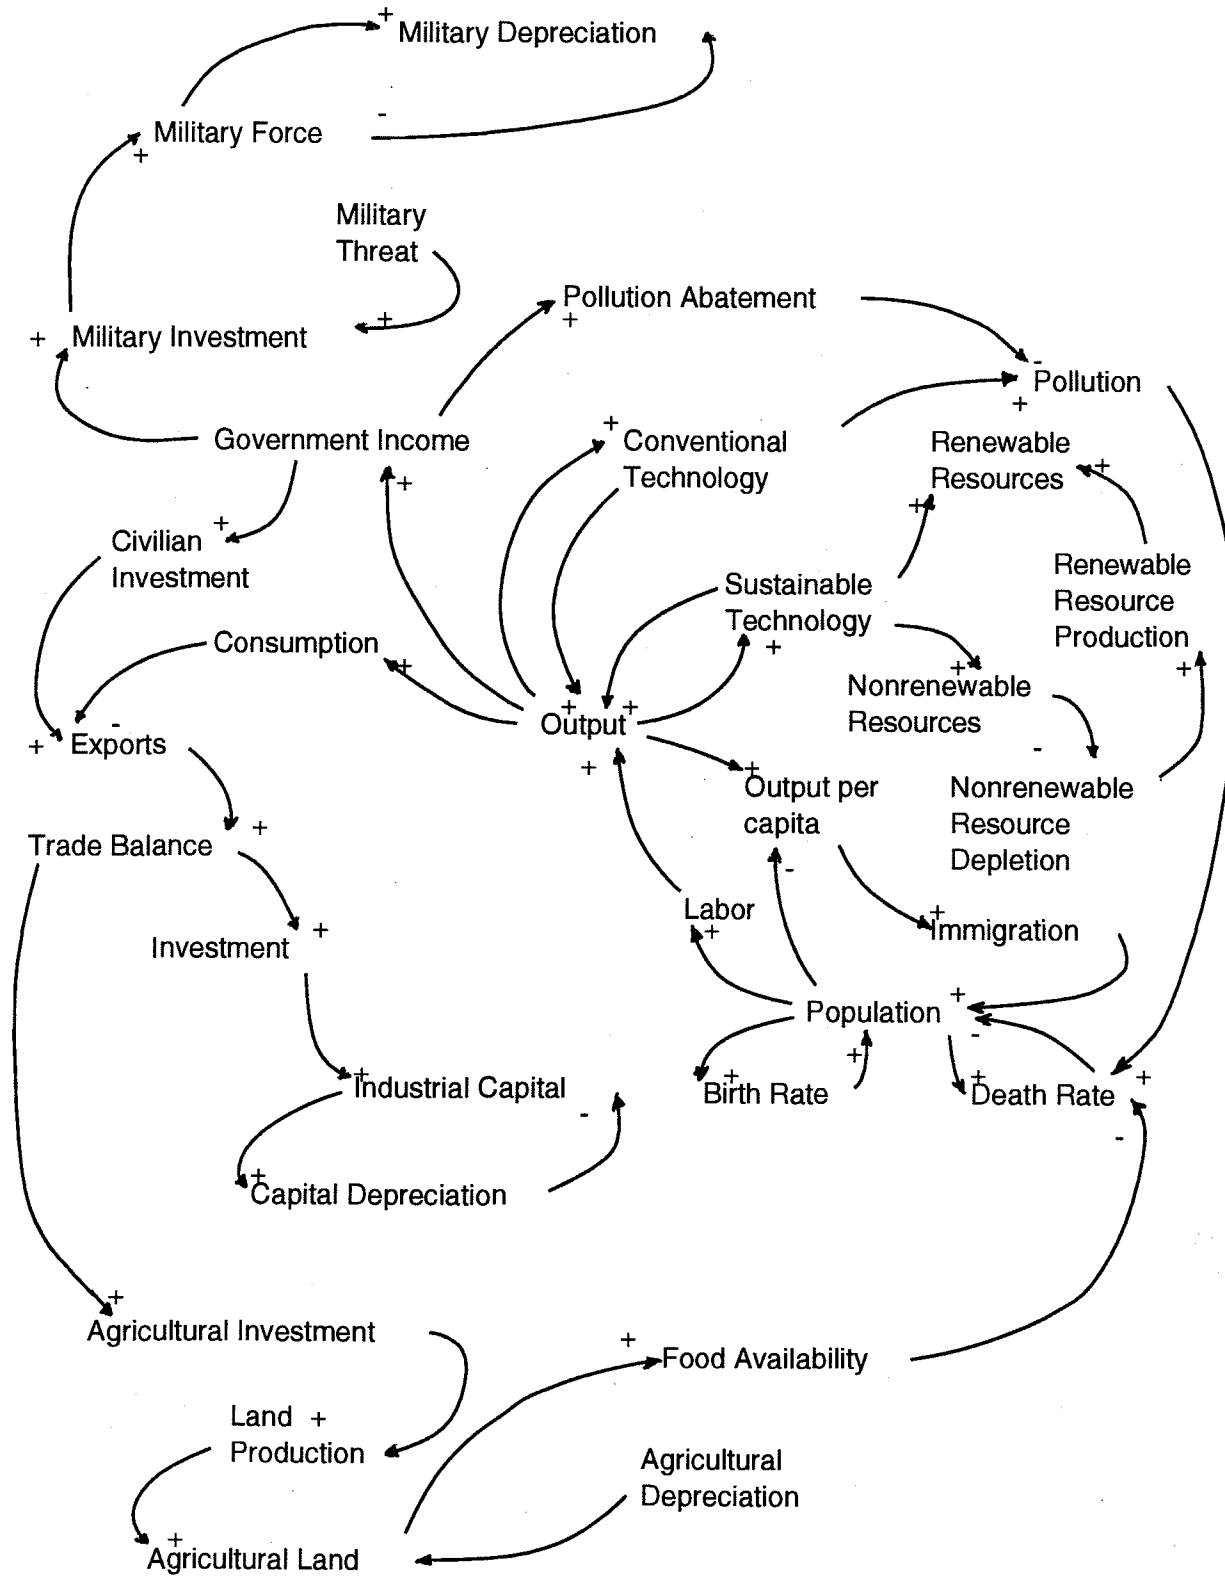 +
Military Depreciation
-
Military Force
+
Military
Threat
Pollution Abatement
+
+
+ Military Investment
-
Pollution
+
Government Income
+
Conventional
Technology
Renewable
Resources
+
+
+
+
Civilian
Investment
Renewable
Resource
Production
Sustainable
Technology
+
+
Consumption
+
+
Nonrenewable
Resources
-
+ Exports
-
+ +
Output
+
+
Output per
capita
Nonrenewable
Resource
Depletion
+
Trade Balance
-
Labor
+
+
Immigration
+
Investment
Population
+
-
+
+
Industrial Capital
-
+
Birth Rate
+
Death Rate
+
-
+
Capital Depreciation
+
Agricultural Investment
+
Food Availability
Land +
Production
Agricultural
Depreciation
+
Agricultural Land